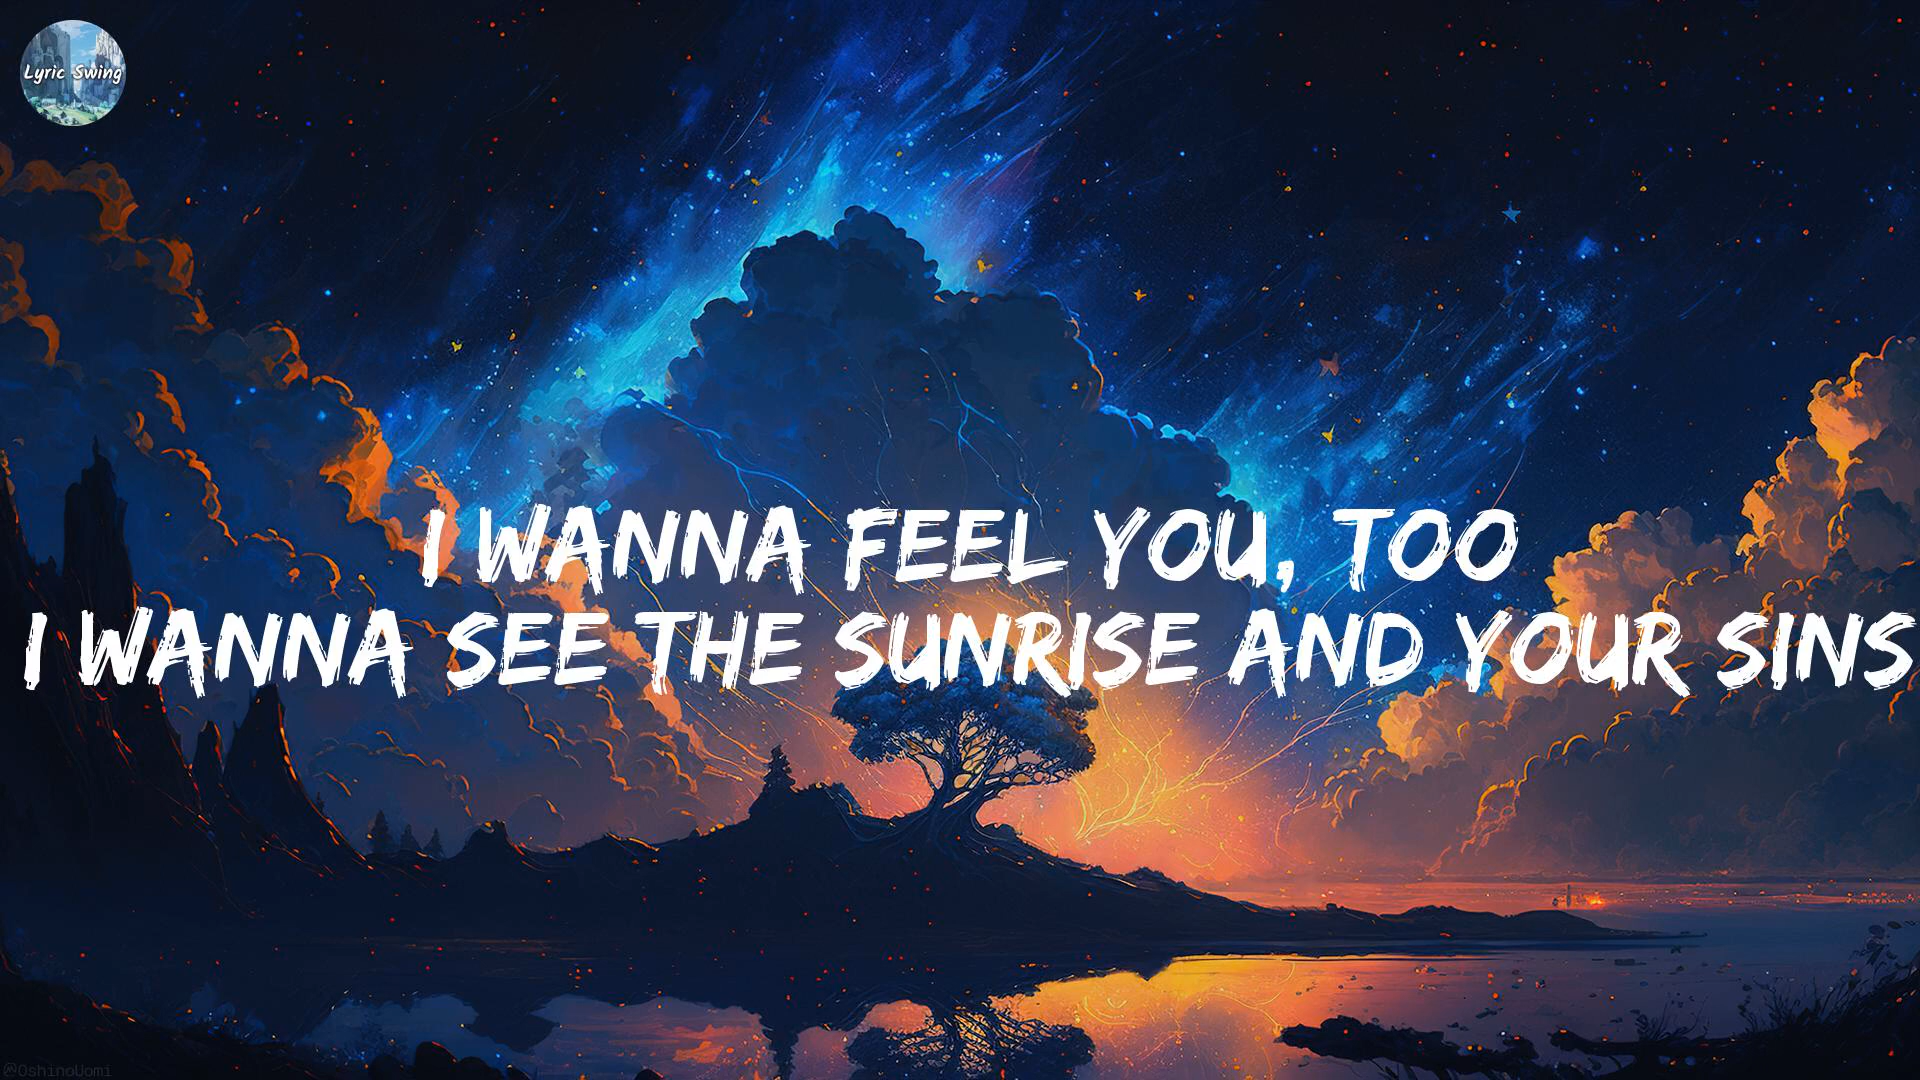 Lyric Swing
I WANNA FEEL YOU, TOO
I WANNA SEE THE SUNRISE AND YOUR SINS
@OshinoUomi